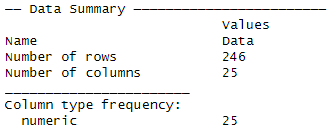 ── Data Summary ────────────────────────
                           Values
Name                       Data
Number of rows             246
Number of columns          25
_______________________
Column type frequency:
  numeric                  25